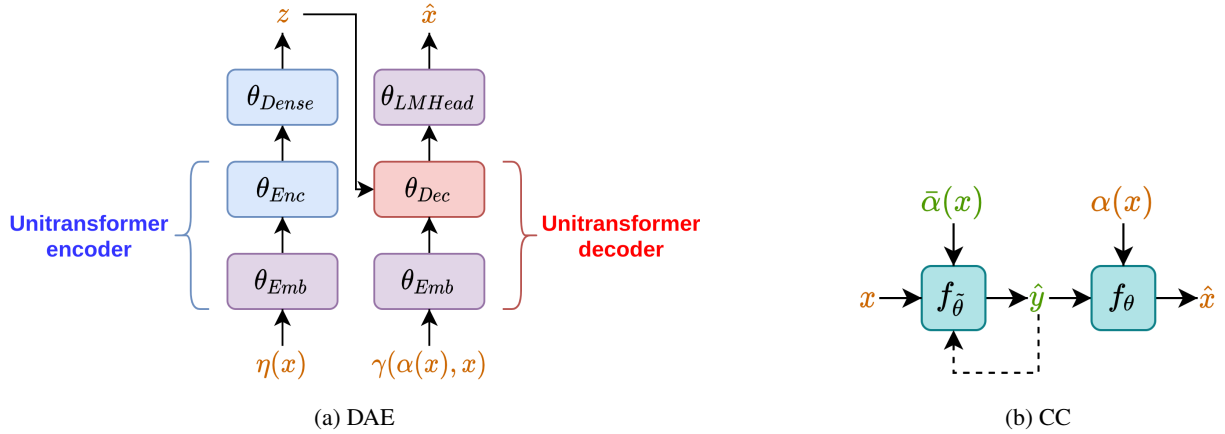 z
x̂
θ_Dense
θ_LMHead
θ_Enc
θ_Dec
Unitransformer
encoder
Unitransformer
decoder
θ_Emb
θ_Emb
η(x)
γ(α(x), x)
(a) DAE
ᾱ(x)
α(x)
x
f_θ̃
ŷ
f_θ
x̂
(b) CC